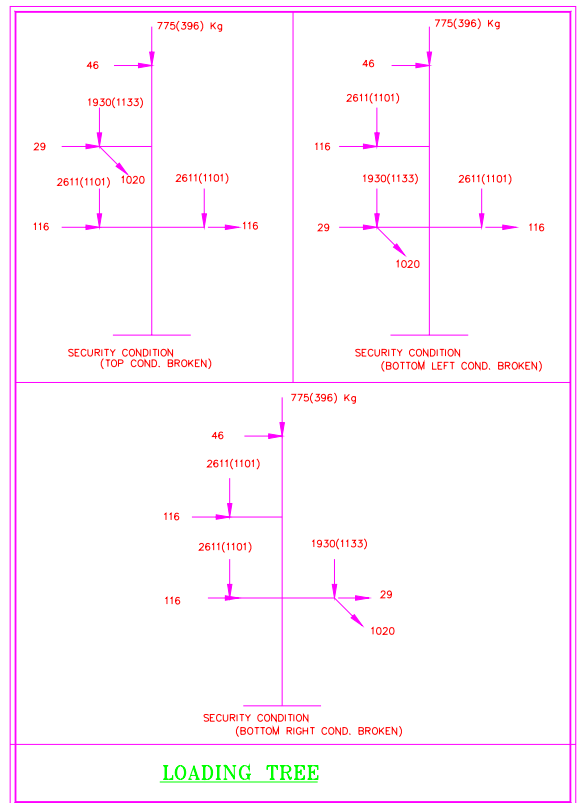 775(396) Kg
46
1930(1133)
29
1020
2611(1101)
2611(1101)
116
116
SECURITY CONDITION
(TOP COND. BROKEN)
775(396) Kg
46
2611(1101)
116
1930(1133)
2611(1101)
29
116
1020
SECURITY CONDITION
(BOTTOM LEFT COND. BROKEN)
775(396) Kg
46
2611(1101)
116
2611(1101)
1930(1133)
116
29
1020
SECURITY CONDITION
(BOTTOM RIGHT COND. BROKEN)
LOADING TREE